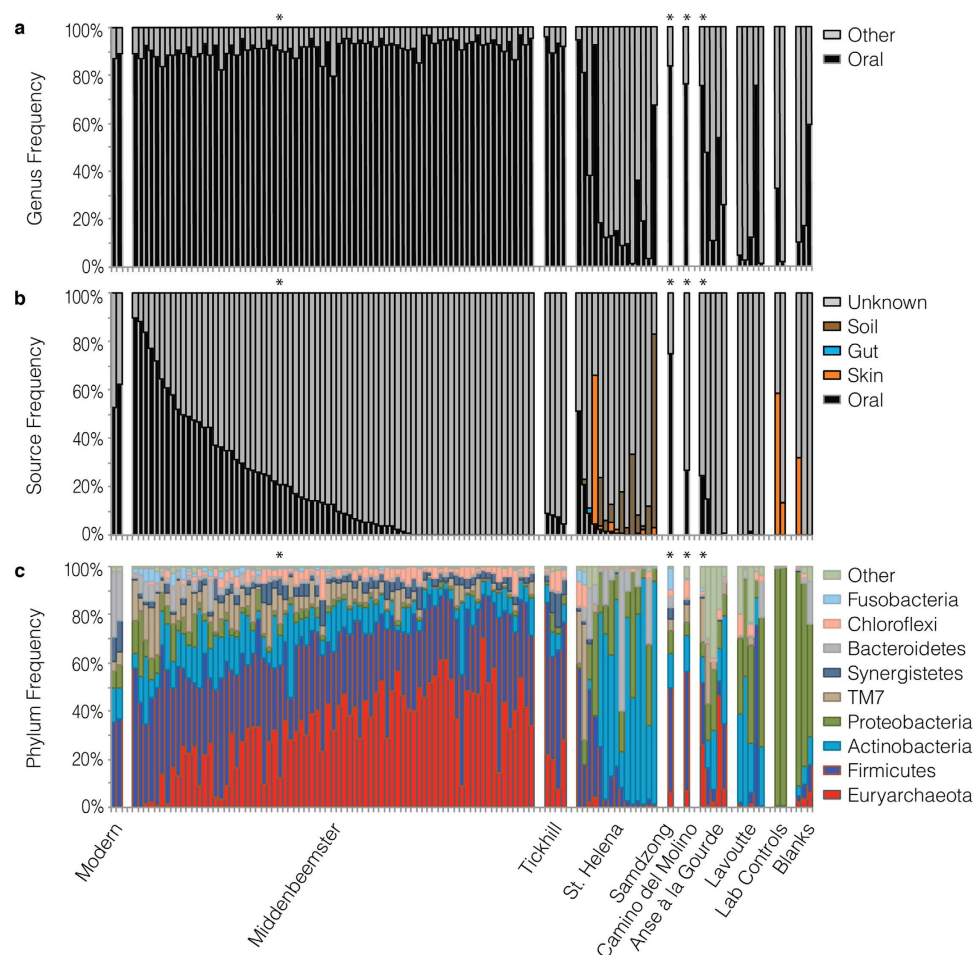 a
* * * *
Genus Frequency
100%
80%
60%
40%
20%
0%
Other
Oral
b
* * * *
Source Frequency
100%
80%
60%
40%
20%
0%
Unknown
Soil
Gut
Skin
Oral
c
* * * *
Phylum Frequency
100%
80%
60%
40%
20%
0%
Other
Fusobacteria
Chloroflexi
Bacteroidetes
Synergistetes
TM7
Proteobacteria
Actinobacteria
Firmicutes
Euryarchaeota
Modern
Middenbeemster
Tickhill
St. Helena
Samdzong
Camino del Molino
Anse à la Gourde
Lavoutte
Lab Controls
Blanks